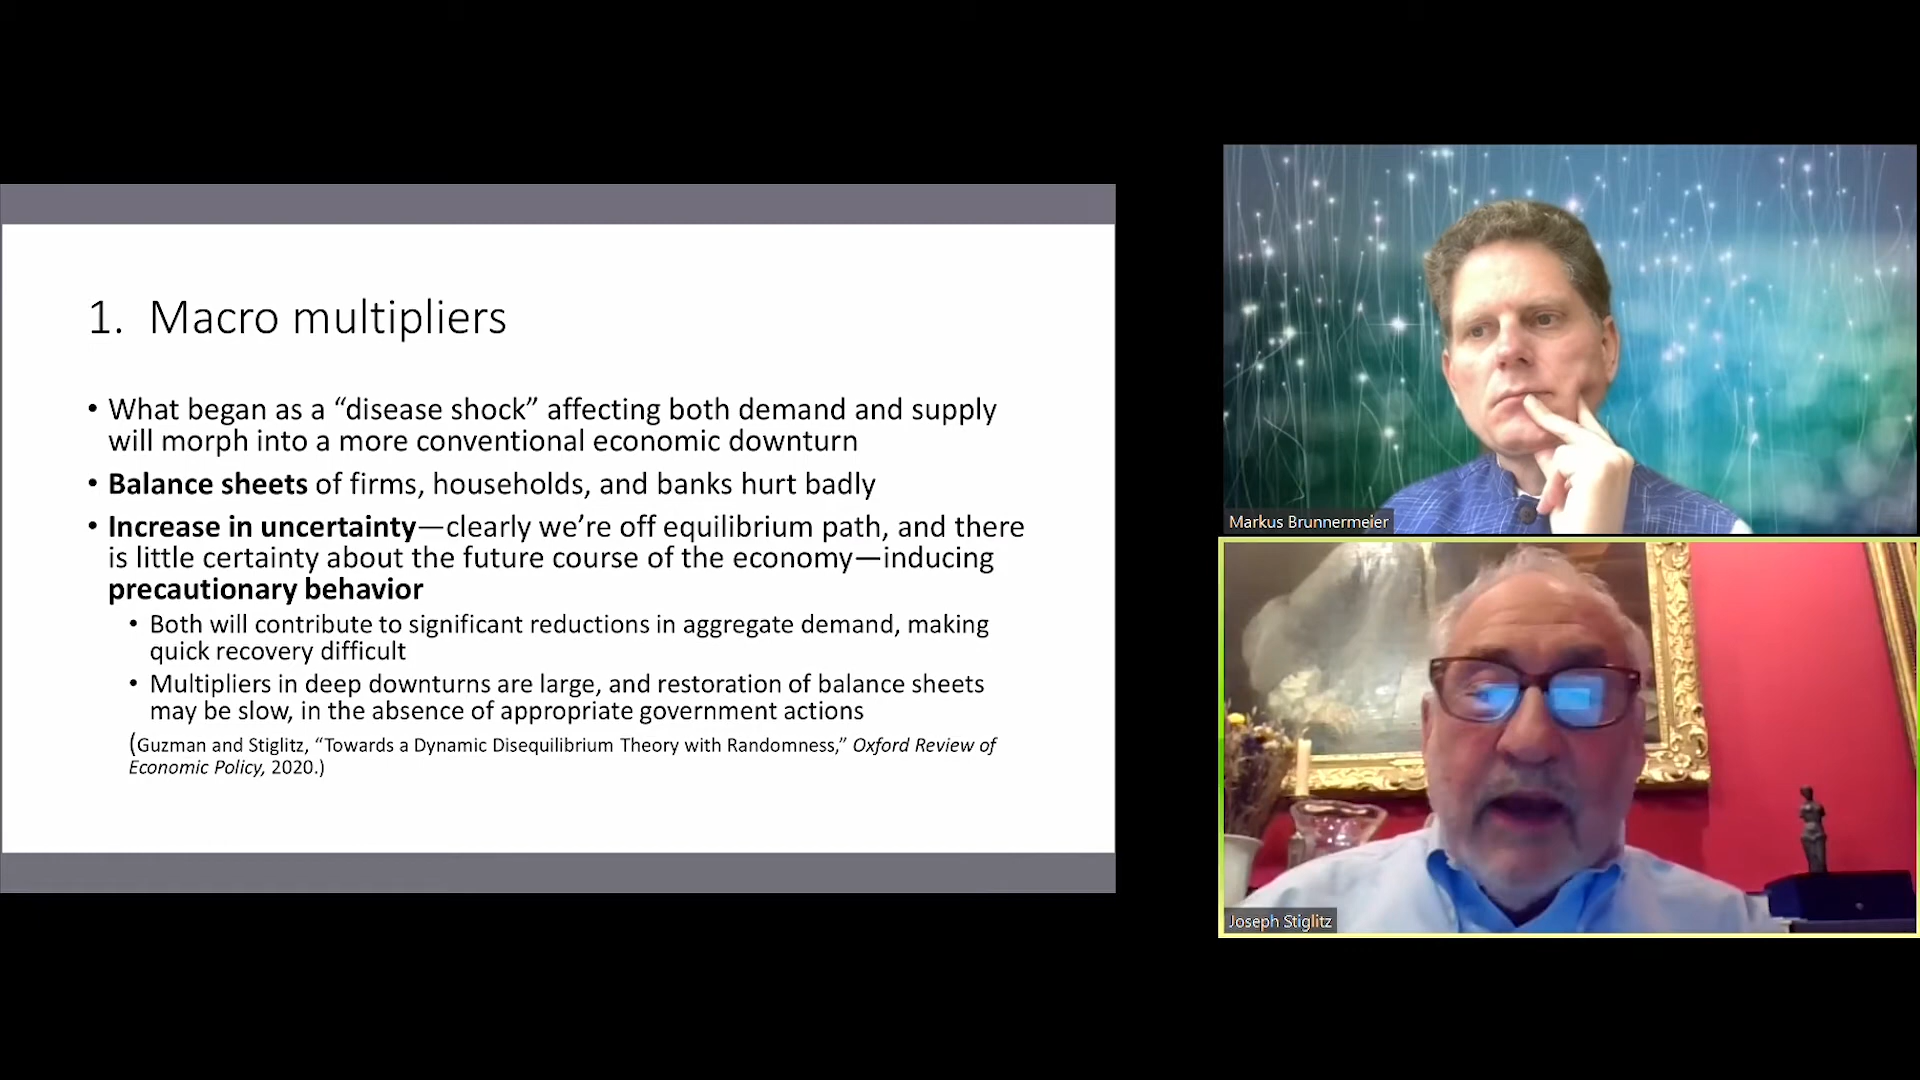 1. Macro multipliers
• What began as a “disease shock” affecting both demand and supply
will morph into a more conventional economic downturn
• Balance sheets of firms, households, and banks hurt badly
• Increase in uncertainty—clearly we’re off equilibrium path, and there
is little certainty about the future course of the economy—inducing
precautionary behavior
• Both will contribute to significant reductions in aggregate demand, making
quick recovery difficult
• Multipliers in deep downturns are large, and restoration of balance sheets
may be slow, in the absence of appropriate government actions
(Guzman and Stiglitz, “Towards a Dynamic Disequilibrium Theory with Randomness,” Oxford Review of
Economic Policy, 2020.)
Markus Brunnermeier
Joseph Stiglitz